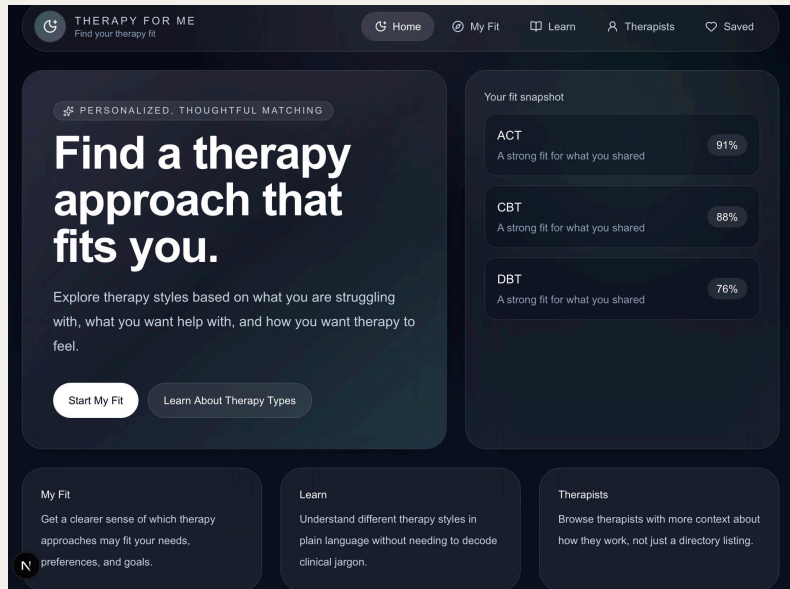 THERAPY FOR ME
Find your therapy fit
Home
My Fit
Learn
Therapists
Saved
PERSONALIZED, THOUGHTFUL MATCHING
Find a therapy
approach that
fits you.
Explore therapy styles based on what you are struggling
with, what you want help with, and how you want therapy to
feel.
Start My Fit
Learn About Therapy Types
Your fit snapshot
ACT
A strong fit for what you shared
91%
CBT
A strong fit for what you shared
88%
DBT
A strong fit for what you shared
76%
My Fit
Get a clearer sense of which therapy
approaches may fit your needs,
preferences, and goals.
Learn
Understand different therapy styles in
plain language without needing to decode
clinical jargon.
Therapists
Browse therapists with more context about
how they work, not just a directory listing.
N